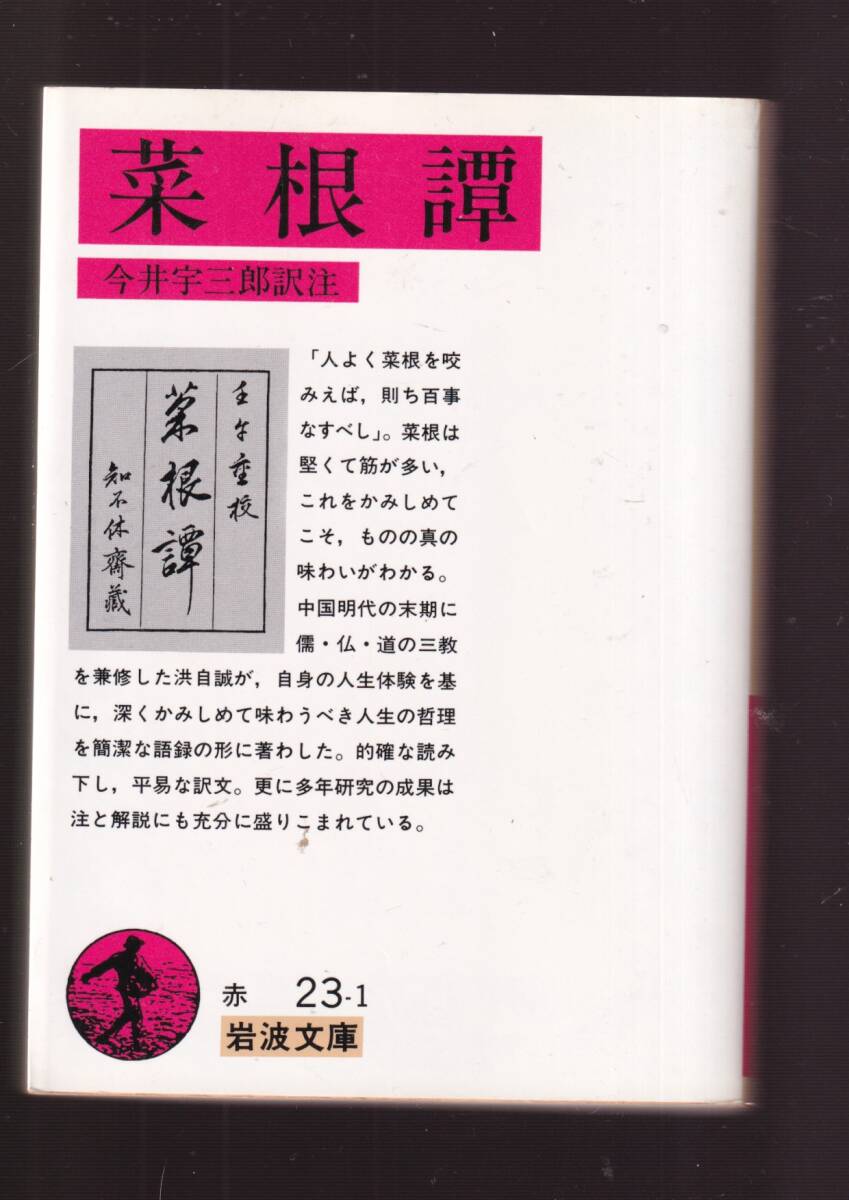 菜根譚
今井宇三郎訳注
壬午重校
菜根譚
知不休齋藏
「人よく菜根を咬
みえば，則ち百事
なすべし」。菜根は
堅くて筋が多い，
これをかみしめて
こそ，ものの真の
味わいがわかる。
中国明代の末期に
儒・仏・道の三教
を兼修した洪自誠が，自身の人生体験を基
に，深くかみしめて味わうべき人生の哲理
を簡潔な語録の形に著わした。的確な読み
下し，平易な訳文。更に多年研究の成果は
注と解説にも充分に盛りこまれている。
赤 23-1
岩波文庫